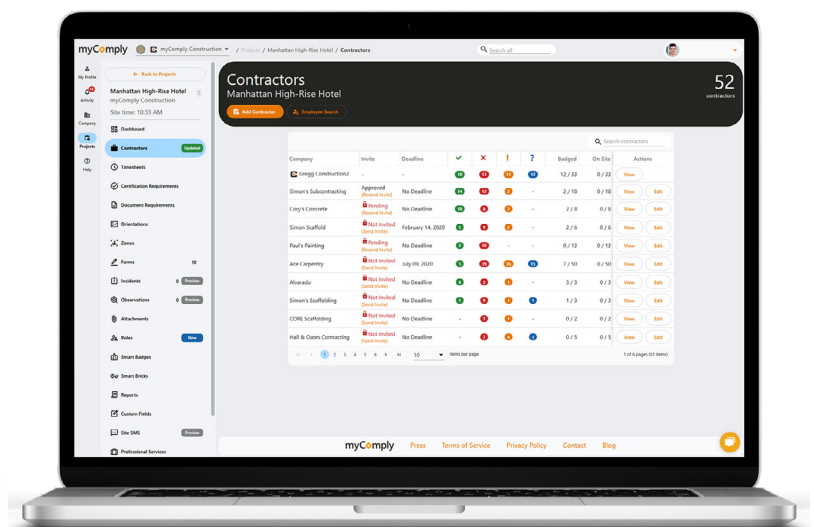 myComply
myComply Construction
/ Projects / Manhattan High-Rise Hotel / Contractors
Search all
My Profile
Activity
Company
Projects
Help
← Back to Projects
Manhattan High-Rise Hotel
myComply Construction
Site time: 10:31 AM
Dashboard
Contractors Updated
Timesheets
Certification Requirements
Document Requirements
Orientations
Zones
Forms 18
Incidents 0 Preview
Observations 0 Preview
Attachments
Roles New
Smart Badges
Smart Bricks
Reports
Custom Fields
Site SMS Preview
Professional Services
Contractors
Manhattan High-Rise Hotel
52
contractors
Add Contractor
Employee Search
Search contractors
Company Invite Deadline ✓ ✗ ! ? Badged On Site Actions
Gregg Construction2 - - 12 / 33 0 / 33 View
Simon's Subcontracting Approved (Resend Invite) No Deadline 2 - 2 / 18 0 / 18 View Edit
Cory's Concrete Pending (Resend Invite) No Deadline - 2 / 8 0 / 8 View Edit
Simon Scaffold Not Invited (Send Invite) February 14, 2020 - 2 / 6 0 / 6 View Edit
Paul's Painting Pending (Resend Invite) No Deadline - - 0 / 13 0 / 13 View Edit
Ace Carpentry Not Invited (Send Invite) July 09, 2020 7 / 50 0 / 50 View Edit
Alvarado Not Invited (Send Invite) No Deadline - 3 / 3 0 / 3 View Edit
Simon's Scaffolding Not Invited (Send Invite) No Deadline 1 / 3 0 / 3 View Edit
CORE Scaffolding Not Invited (Send Invite) No Deadline - - 0 / 2 0 / 2 View Edit
Hall & Gates Contracting Not Invited (Send Invite) No Deadline - 0 / 5 0 / 5 View Edit
1 2 3 4 5 6 10 items per page 1 of 6 pages (52 items)
myComply Press Terms of Service Privacy Policy Contact Blog